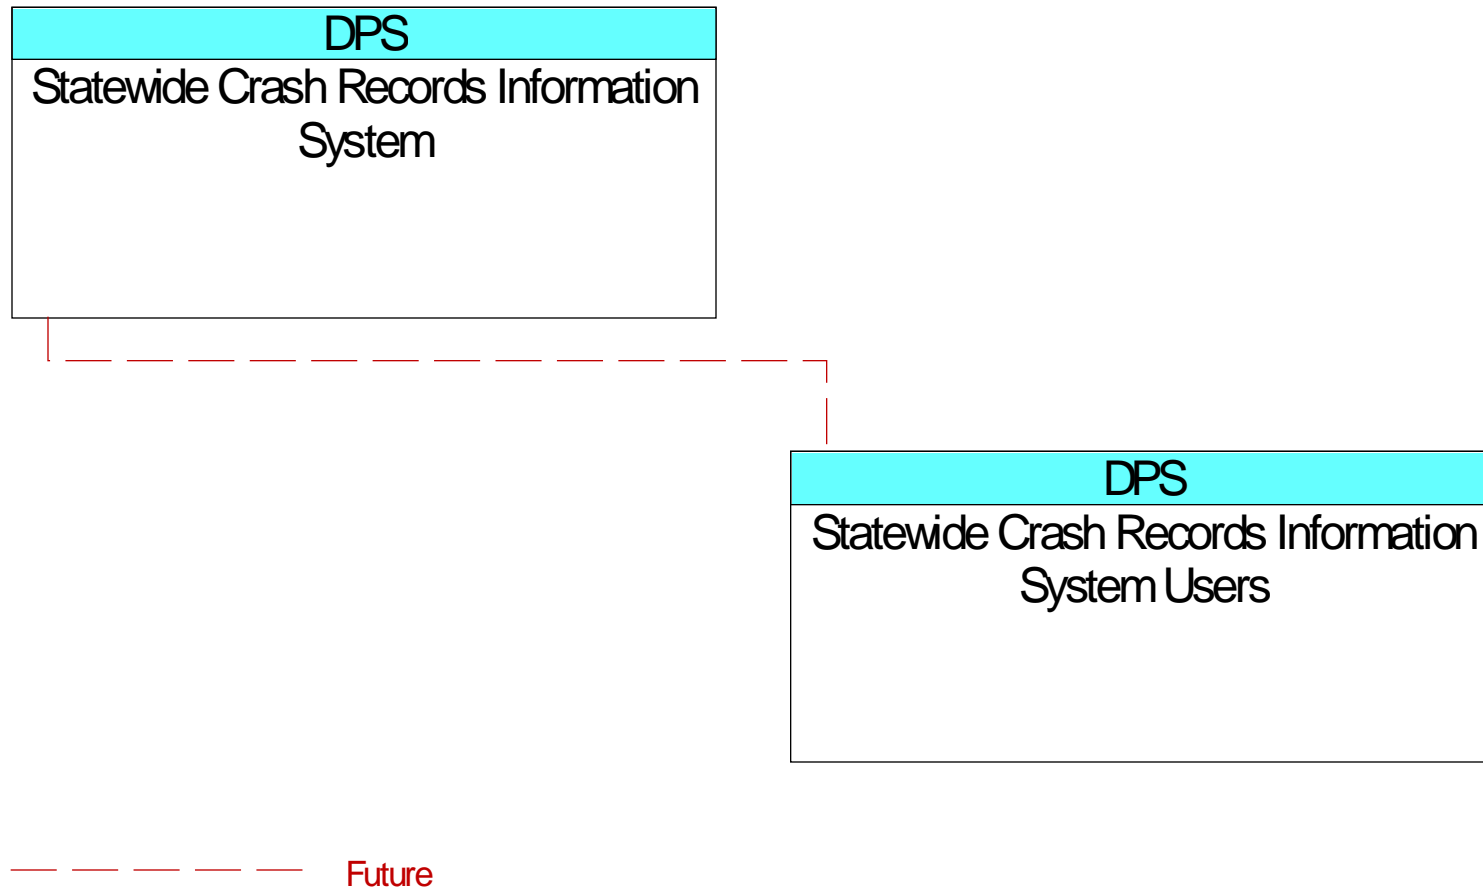 DPS
Statewide Crash Records Information
System
DPS
Statewide Crash Records Information
System Users
Future